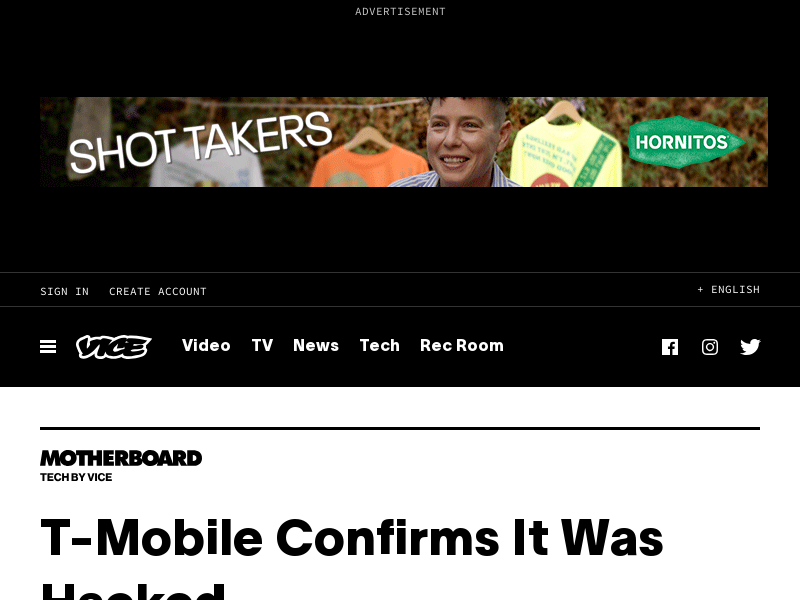 ADVERTISEMENT
SHOT TAKERS
HORNITOS
SIGN IN CREATE ACCOUNT
+ ENGLISH
VICE Video TV News Tech Rec Room
MOTHERBOARD
TECH BY VICE
T-Mobile Confirms It Was
Hacked